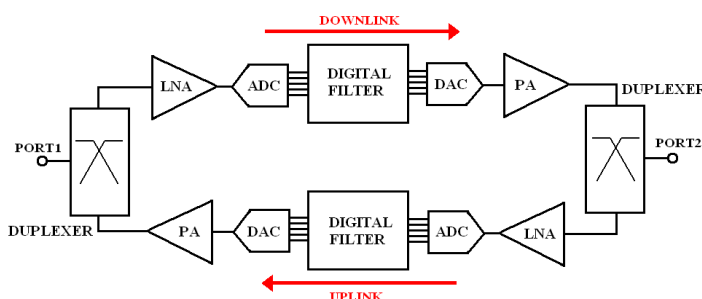 DOWNLINK
LNA
ADC
DIGITAL
FILTER
DAC
PA
DUPLEXER
PORT1
PORT2
DUPLEXER
PA
DAC
DIGITAL
FILTER
ADC
LNA
UPLINK